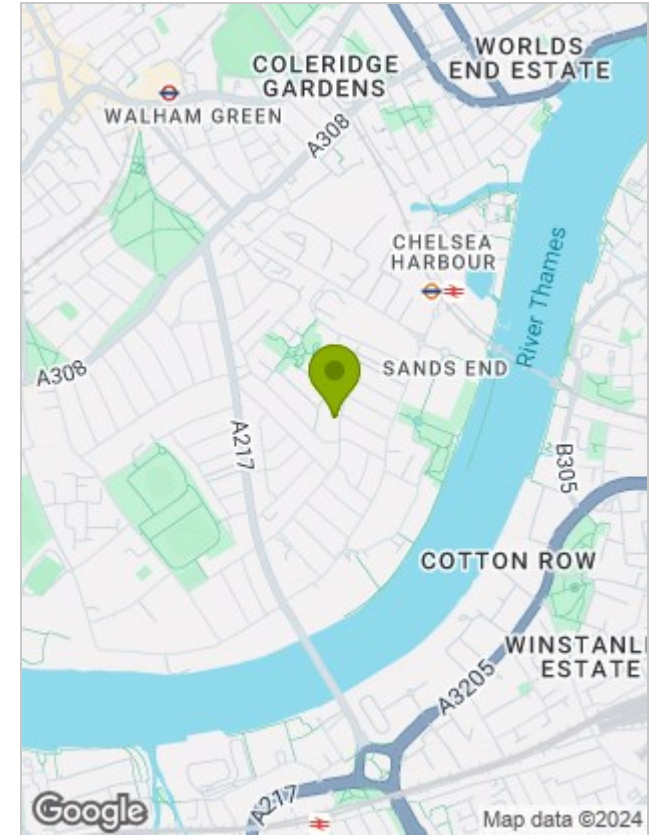 WORLDS
END ESTATE
COLERIDGE
GARDENS
WALHAM GREEN
A308
CHELSEA
HARBOUR
River Thames
A308
SANDS END
A217
B305
COTTON ROW
WINSTANL
ESTATE
A3205
A217
Google
Map data ©2024